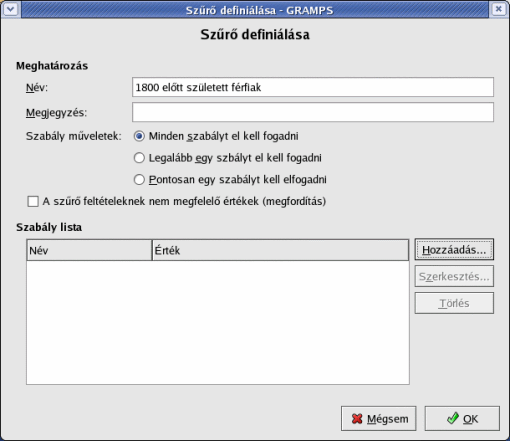 Szűrő definiálása - GRAMPS
Szűrő definiálása
Meghatározás
Név: 1800 előtt született férfiak
Megjegyzés:
Szabály műveletek: Minden szabályt el kell fogadni
Legalább egy szbályt el kell fogadni
Pontosan egy szabályt kell elfogadni
A szűrő feltételeknek nem megfelelő értékek (megfordítás)
Szabály lista
Név Érték Hozzáadás...
Szerkesztés...
Törlés
Mégsem OK